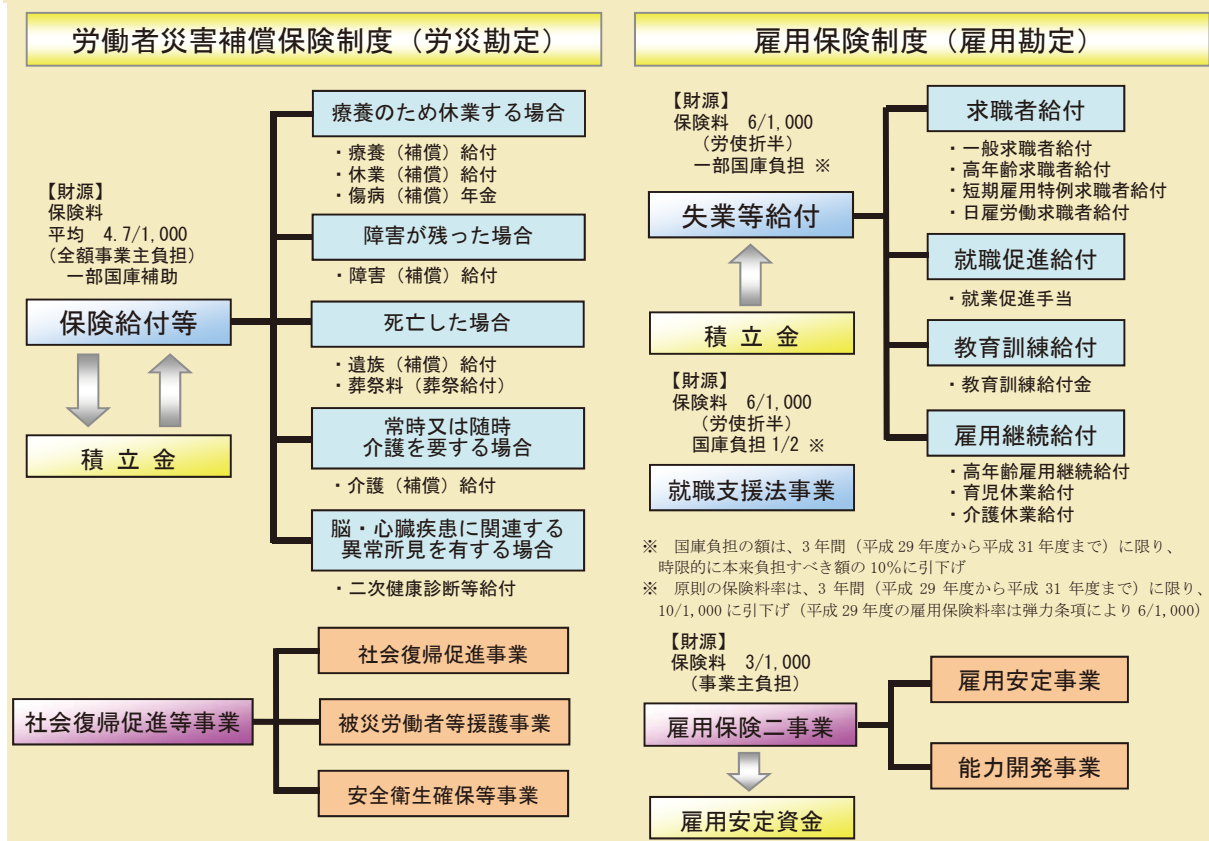 労働者災害補償保険制度（労災勘定）
療養のため休業する場合
・療養（補償）給付
・休業（補償）給付
・傷病（補償）年金
【財源】
保険料
平均 4.7/1,000
（全額事業主負担）
一部国庫補助
障害が残った場合
・障害（補償）給付
保険給付等
死亡した場合
・遺族（補償）給付
・葬祭料（葬祭給付）
積 立 金
常時又は随時
介護を要する場合
・介護（補償）給付
脳・心臓疾患に関連する
異常所見を有する場合
・二次健康診断等給付
社会復帰促進等事業
社会復帰促進事業
被災労働者等援護事業
安全衛生確保等事業
雇用保険制度（雇用勘定）
【財源】
保険料 6/1,000
（労使折半）
一部国庫負担 ※
失業等給付
積 立 金
求職者給付
・一般求職者給付
・高年齢求職者給付
・短期雇用特例求職者給付
・日雇労働求職者給付
就職促進給付
・就業促進手当
教育訓練給付
・教育訓練給付金
雇用継続給付
・高年齢雇用継続給付
・育児休業給付
・介護休業給付
【財源】
保険料 6/1,000
（労使折半）
国庫負担 1/2 ※
就職支援法事業
※ 国庫負担の額は、3 年間（平成 29 年度から平成 31 年度まで）に限り、
時限的に本来負担すべき額の 10％に引下げ
※ 原則の保険料率は、3 年間（平成 29 年度から平成 31 年度まで）に限り、
10/1,000 に引下げ（平成 29 年度の雇用保険料率は弾力条項により 6/1,000）
【財源】
保険料 3/1,000
（事業主負担）
雇用保険二事業
雇用安定資金
雇用安定事業
能力開発事業